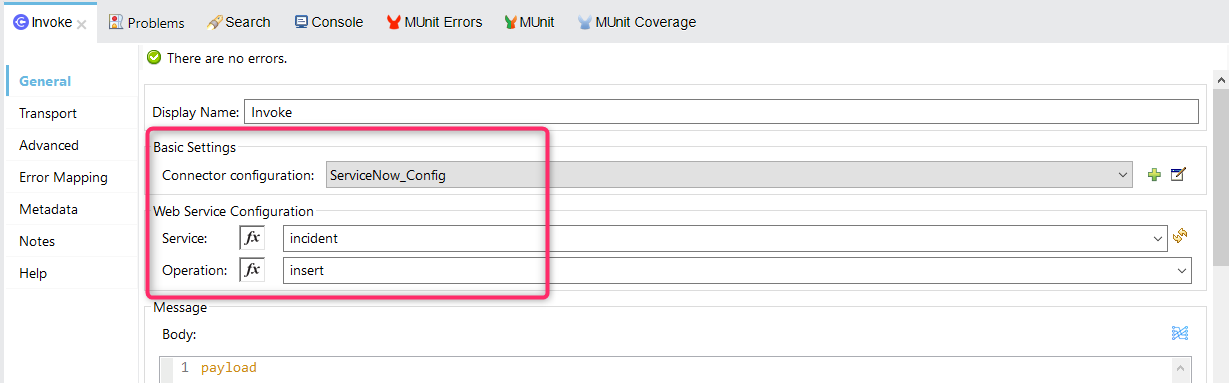 Invoke Problems Search Console MUnit Errors MUnit MUnit Coverage
There are no errors.
General
Transport
Advanced
Error Mapping
Metadata
Notes
Help
Display Name: Invoke
Basic Settings
Connector configuration: ServiceNow_Config
Web Service Configuration
Service: fx incident
Operation: fx insert
Message
Body:
1 payload